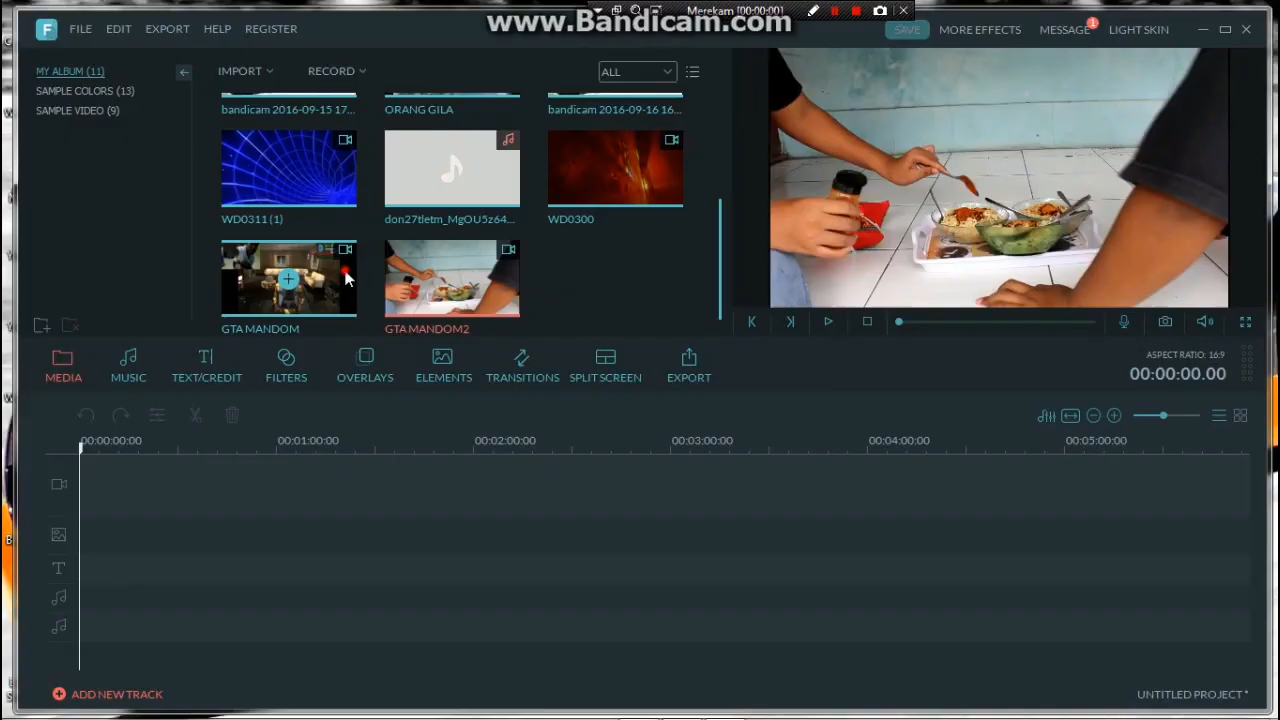 Merekam [00:00:00]
www.Bandicam.com
FILE EDIT EXPORT HELP REGISTER
SAVE MORE EFFECTS MESSAGE 1 LIGHT SKIN
MY ALBUM (11)
SAMPLE COLORS (13)
SAMPLE VIDEO (9)
IMPORT RECORD ALL
bandicam 2016-09-15 17... ORANG GILA bandicam 2016-09-16 16...
WD0311 (1) don27tletm_MgOU5z64... WD0300
GTA MANDOM GTA MANDOM2
MEDIA MUSIC TEXT/CREDIT FILTERS OVERLAYS ELEMENTS TRANSITIONS SPLIT SCREEN EXPORT
ASPECT RATIO: 16:9
00:00:00.00
00:00:00:00 00:01:00:00 00:02:00:00 00:03:00:00 00:04:00:00 00:05:00:00
ADD NEW TRACK
UNTITLED PROJECT *